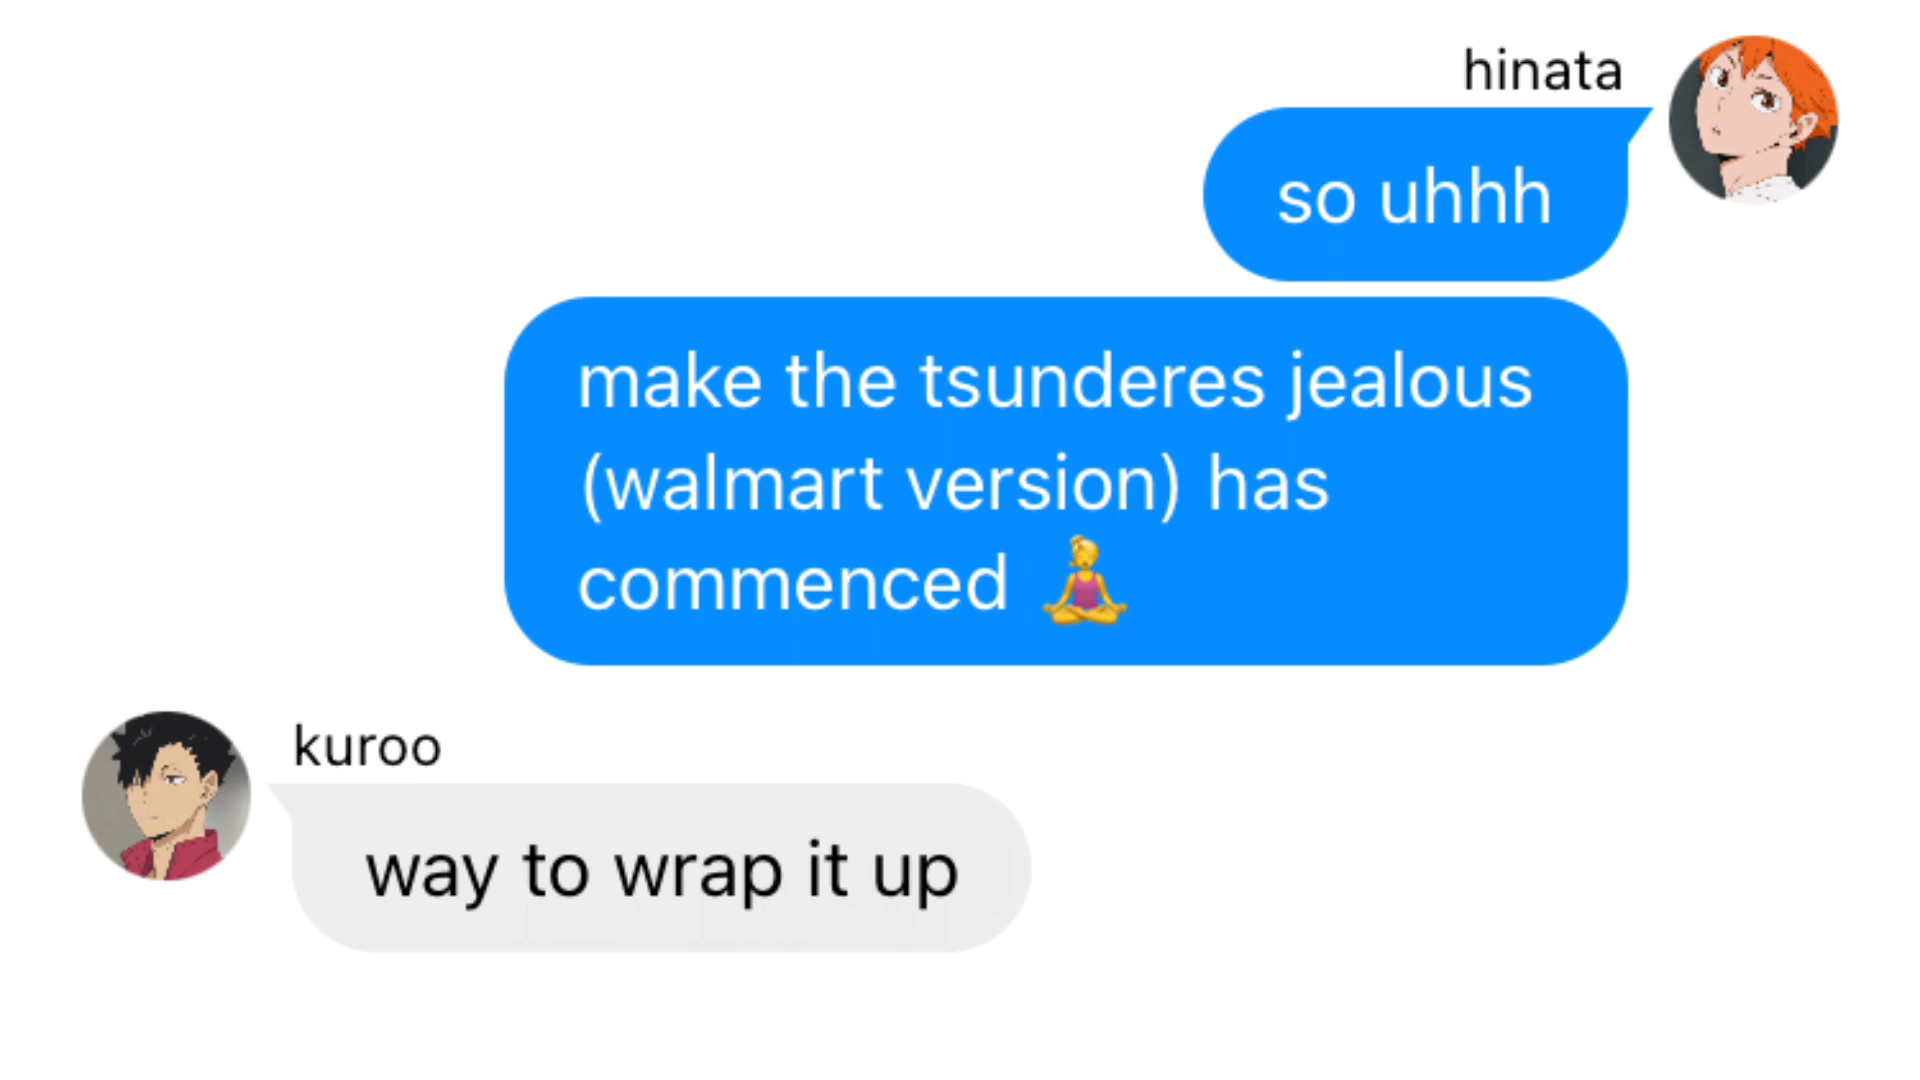 hinata
so uhhh
make the tsunderes jealous
(walmart version) has
commenced 🧘‍♀️
kuroo
way to wrap it up